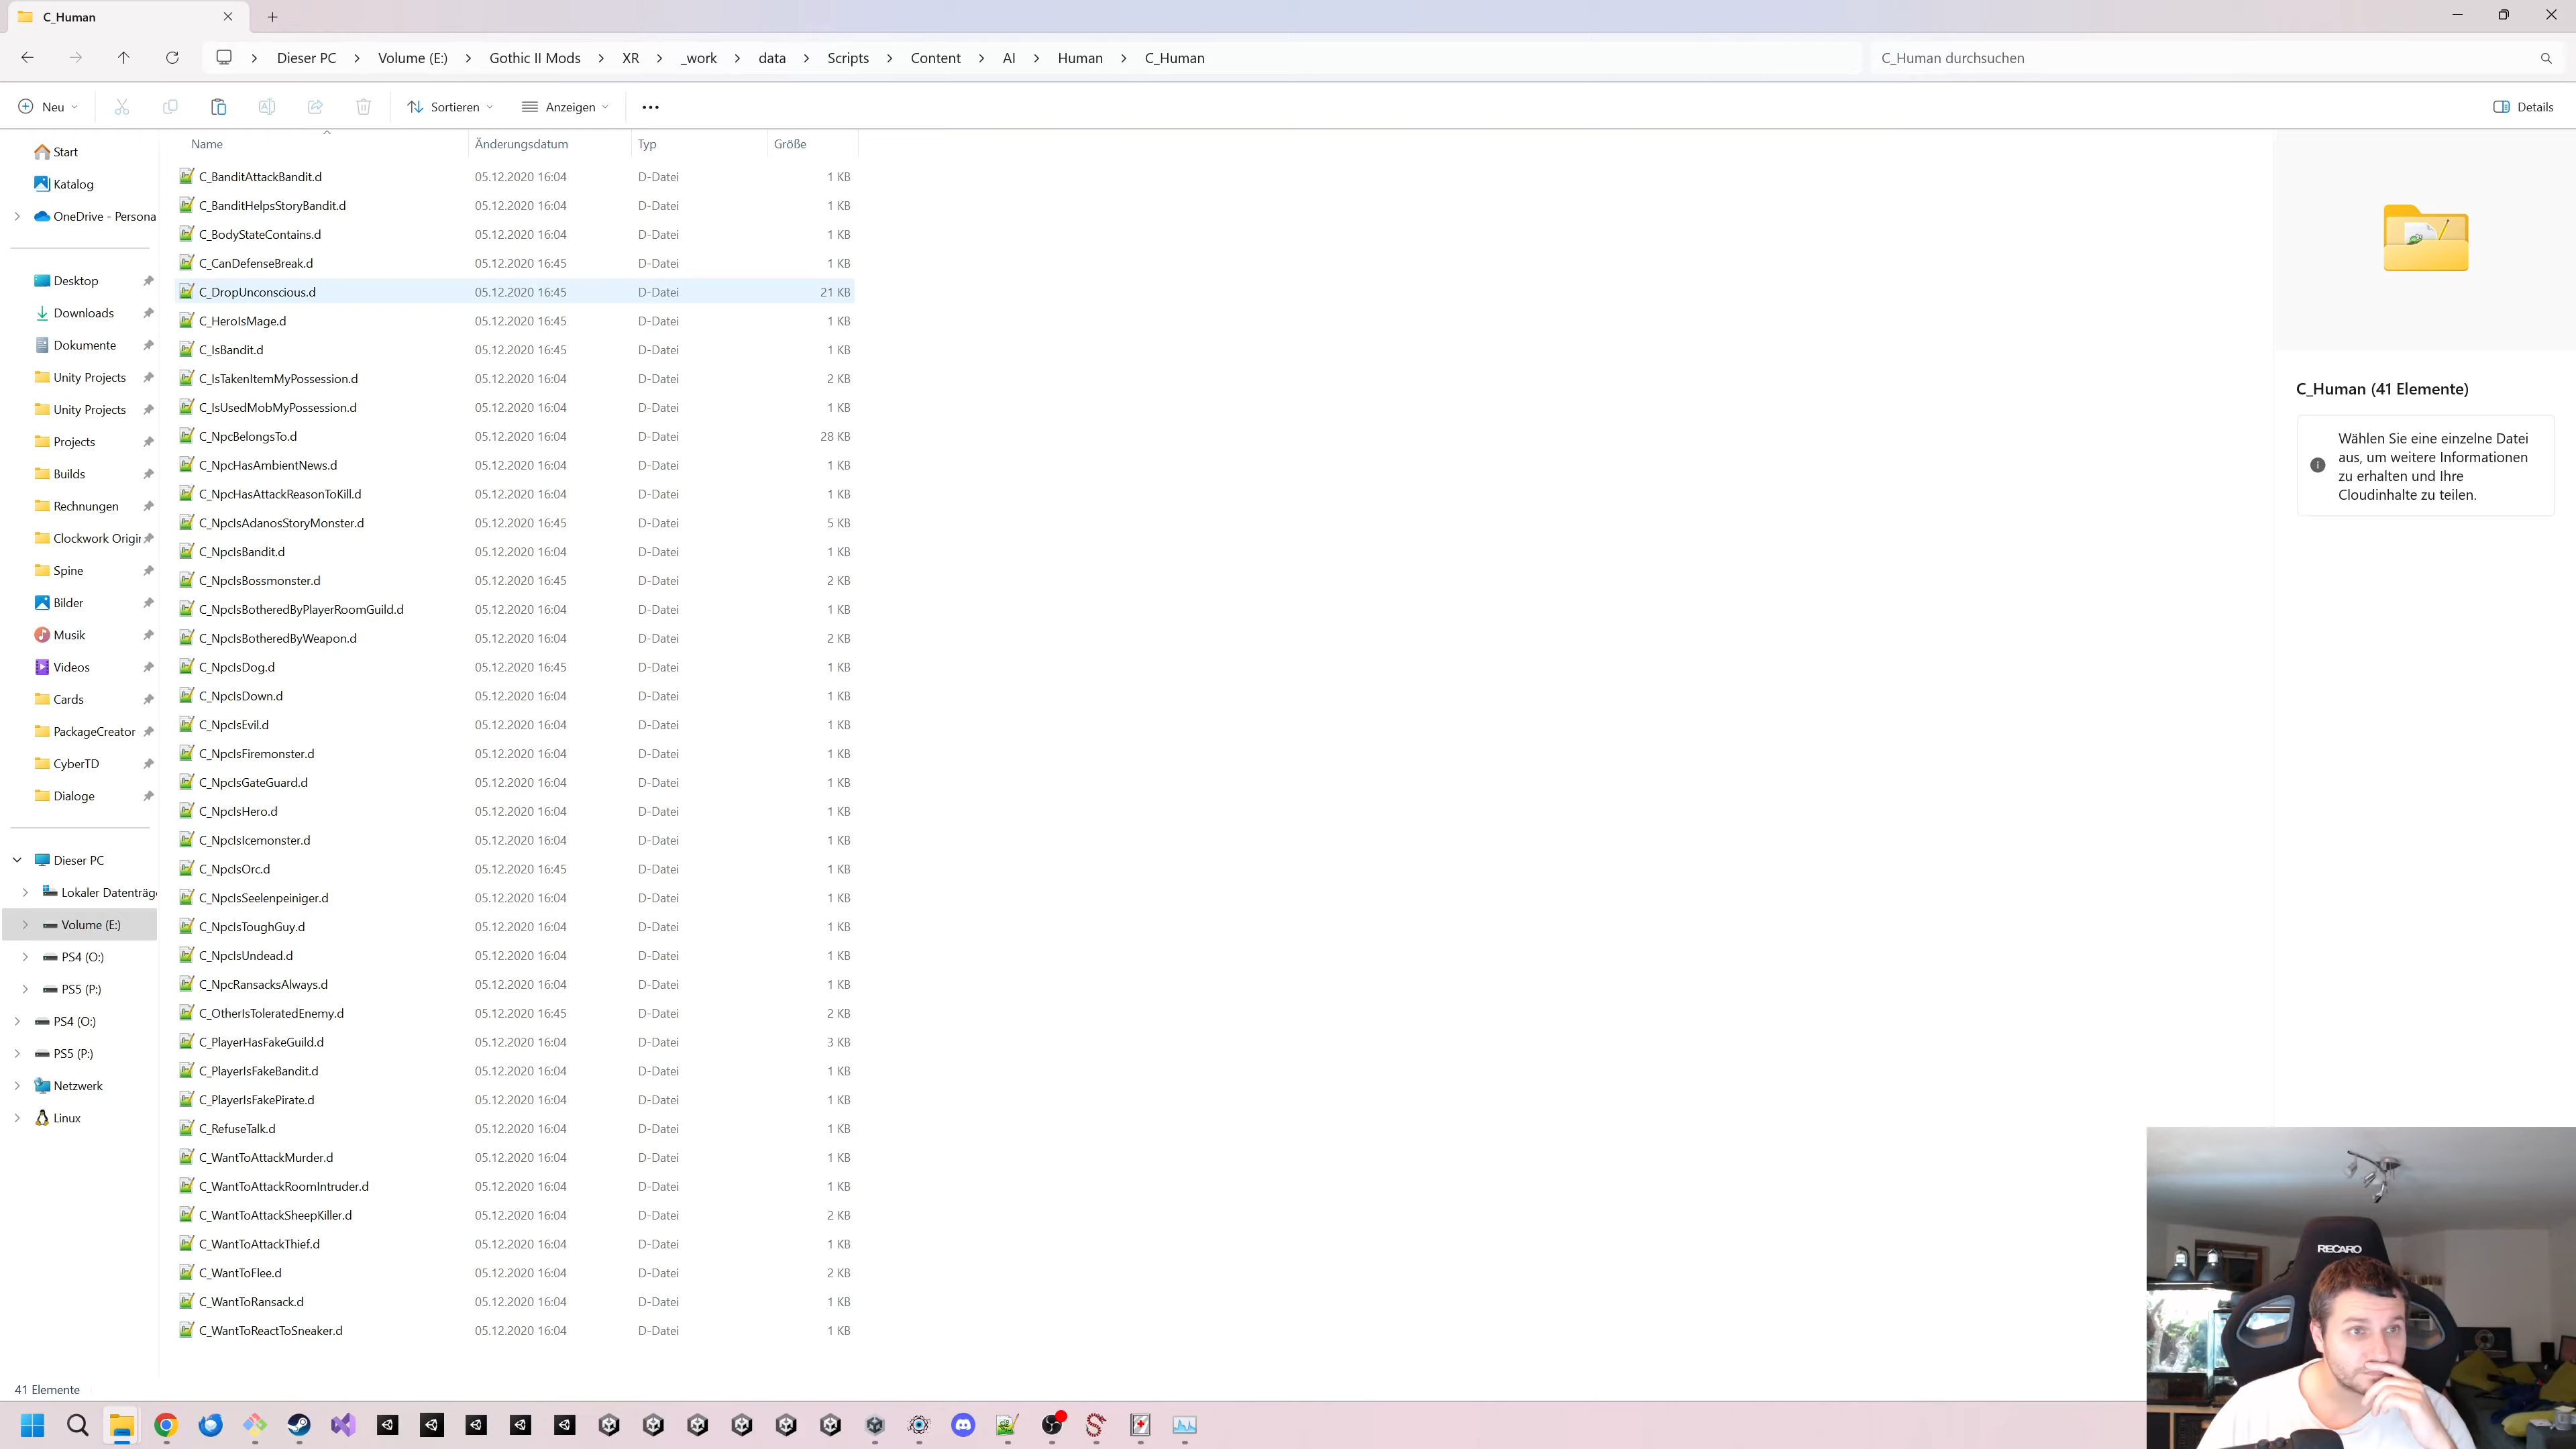 C_Human
Dieser PC
Volume (E:)
Gothic II Mods
XR
_work
data
Scripts
Content
AI
Human
C_Human
C_Human durchsuchen
Neu
Sortieren
Anzeigen
Details
Start
Katalog
OneDrive - Persona
Desktop
Downloads
Dokumente
Unity Projects
Unity Projects
Projects
Builds
Rechnungen
Clockwork Origin
Spine
Bilder
Musik
Videos
Cards
PackageCreator
CyberTD
Dialoge
Dieser PC
Lokaler Datenträge
Volume (E:)
PS4 (O:)
PS5 (P:)
PS4 (O:)
PS5 (P:)
Netzwerk
Linux
Name Änderungsdatum Typ Größe
C_BanditAttackBandit.d 05.12.2020 16:04 D-Datei 1 KB
C_BanditHelpsStoryBandit.d 05.12.2020 16:04 D-Datei 1 KB
C_BodyStateContains.d 05.12.2020 16:04 D-Datei 1 KB
C_CanDefenseBreak.d 05.12.2020 16:45 D-Datei 1 KB
C_DropUnconscious.d 05.12.2020 16:45 D-Datei 21 KB
C_HeroIsMage.d 05.12.2020 16:45 D-Datei 1 KB
C_IsBandit.d 05.12.2020 16:45 D-Datei 1 KB
C_IsTakenItemMyPossession.d 05.12.2020 16:04 D-Datei 2 KB
C_IsUsedMobMyPossession.d 05.12.2020 16:04 D-Datei 1 KB
C_NpcBelongsTo.d 05.12.2020 16:04 D-Datei 28 KB
C_NpcHasAmbientNews.d 05.12.2020 16:04 D-Datei 1 KB
C_NpcHasAttackReasonToKill.d 05.12.2020 16:04 D-Datei 1 KB
C_NpcIsAdanosStoryMonster.d 05.12.2020 16:45 D-Datei 5 KB
C_NpcIsBandit.d 05.12.2020 16:04 D-Datei 1 KB
C_NpcIsBossmonster.d 05.12.2020 16:45 D-Datei 2 KB
C_NpcIsBotheredByPlayerRoomGuild.d 05.12.2020 16:04 D-Datei 1 KB
C_NpcIsBotheredByWeapon.d 05.12.2020 16:04 D-Datei 2 KB
C_NpcIsDog.d 05.12.2020 16:45 D-Datei 1 KB
C_NpcIsDown.d 05.12.2020 16:04 D-Datei 1 KB
C_NpcIsEvil.d 05.12.2020 16:04 D-Datei 1 KB
C_NpcIsFiremonster.d 05.12.2020 16:04 D-Datei 1 KB
C_NpcIsGateGuard.d 05.12.2020 16:04 D-Datei 1 KB
C_NpcIsHero.d 05.12.2020 16:04 D-Datei 1 KB
C_NpcIsIcemonster.d 05.12.2020 16:04 D-Datei 1 KB
C_NpcIsOrc.d 05.12.2020 16:45 D-Datei 1 KB
C_NpcIsSeelenpeiniger.d 05.12.2020 16:04 D-Datei 1 KB
C_NpcIsToughGuy.d 05.12.2020 16:04 D-Datei 1 KB
C_NpcIsUndead.d 05.12.2020 16:04 D-Datei 1 KB
C_NpcRansacksAlways.d 05.12.2020 16:04 D-Datei 1 KB
C_OtherIsToleratedEnemy.d 05.12.2020 16:45 D-Datei 2 KB
C_PlayerHasFakeGuild.d 05.12.2020 16:04 D-Datei 3 KB
C_PlayerIsFakeBandit.d 05.12.2020 16:04 D-Datei 1 KB
C_PlayerIsFakePirate.d 05.12.2020 16:04 D-Datei 1 KB
C_RefuseTalk.d 05.12.2020 16:04 D-Datei 1 KB
C_WantToAttackMurder.d 05.12.2020 16:04 D-Datei 1 KB
C_WantToAttackRoomIntruder.d 05.12.2020 16:04 D-Datei 1 KB
C_WantToAttackSheepKiller.d 05.12.2020 16:04 D-Datei 2 KB
C_WantToAttackThief.d 05.12.2020 16:04 D-Datei 1 KB
C_WantToFlee.d 05.12.2020 16:04 D-Datei 2 KB
C_WantToRansack.d 05.12.2020 16:04 D-Datei 1 KB
C_WantToReactToSneaker.d 05.12.2020 16:04 D-Datei 1 KB
C_Human (41 Elemente)
Wählen Sie eine einzelne Datei
aus, um weitere Informationen
zu erhalten und Ihre
Cloudinhalte zu teilen.
RECARO
41 Elemente